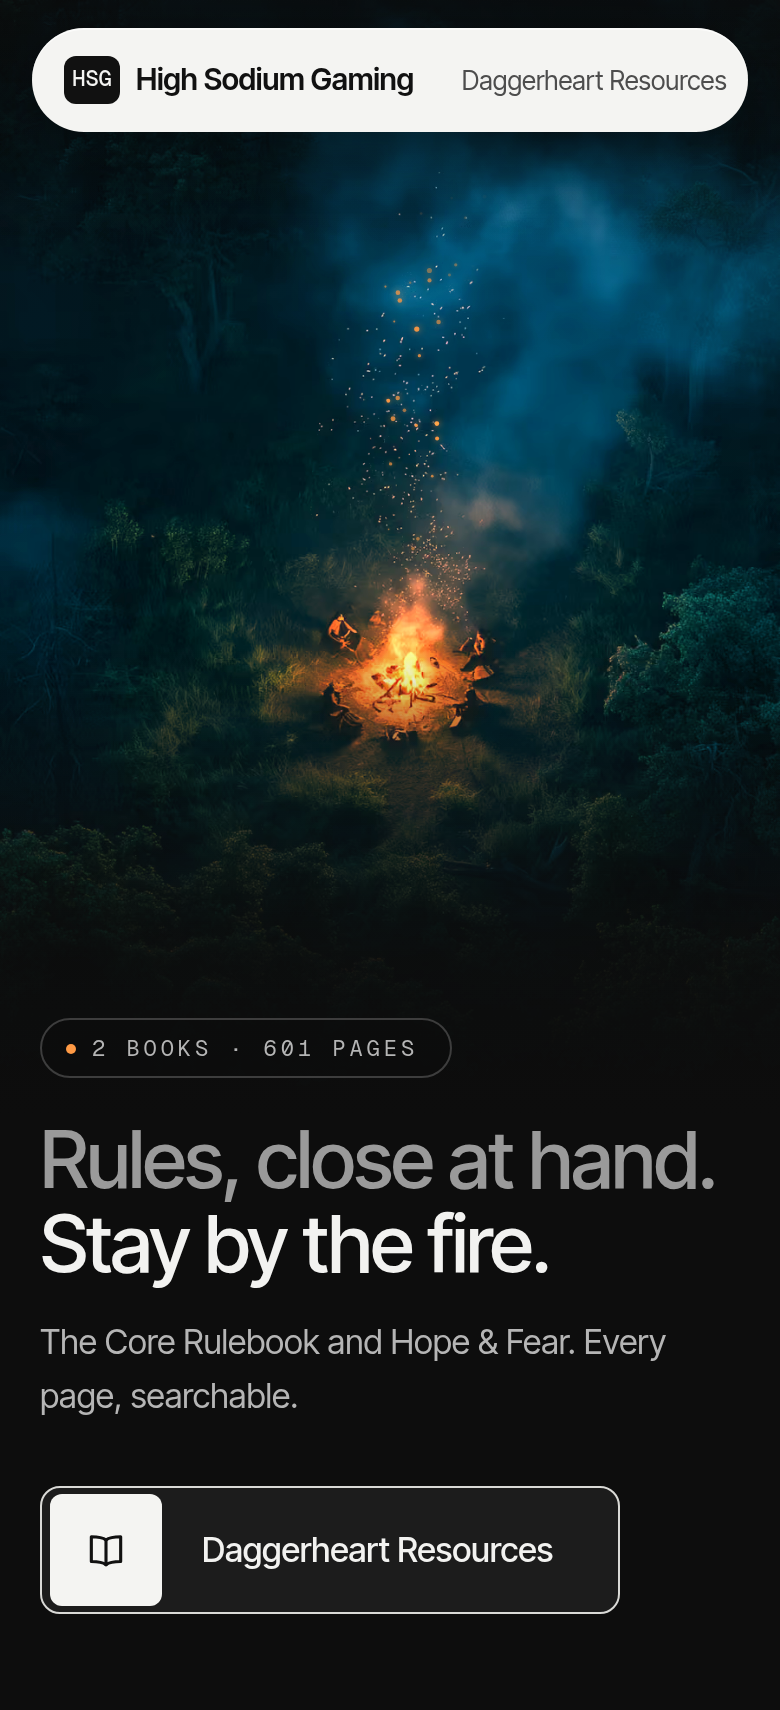 HSG High Sodium Gaming Daggerheart Resources
2 BOOKS · 601 PAGES
Rules, close at hand.
Stay by the fire.
The Core Rulebook and Hope & Fear. Every
page, searchable.
Daggerheart Resources